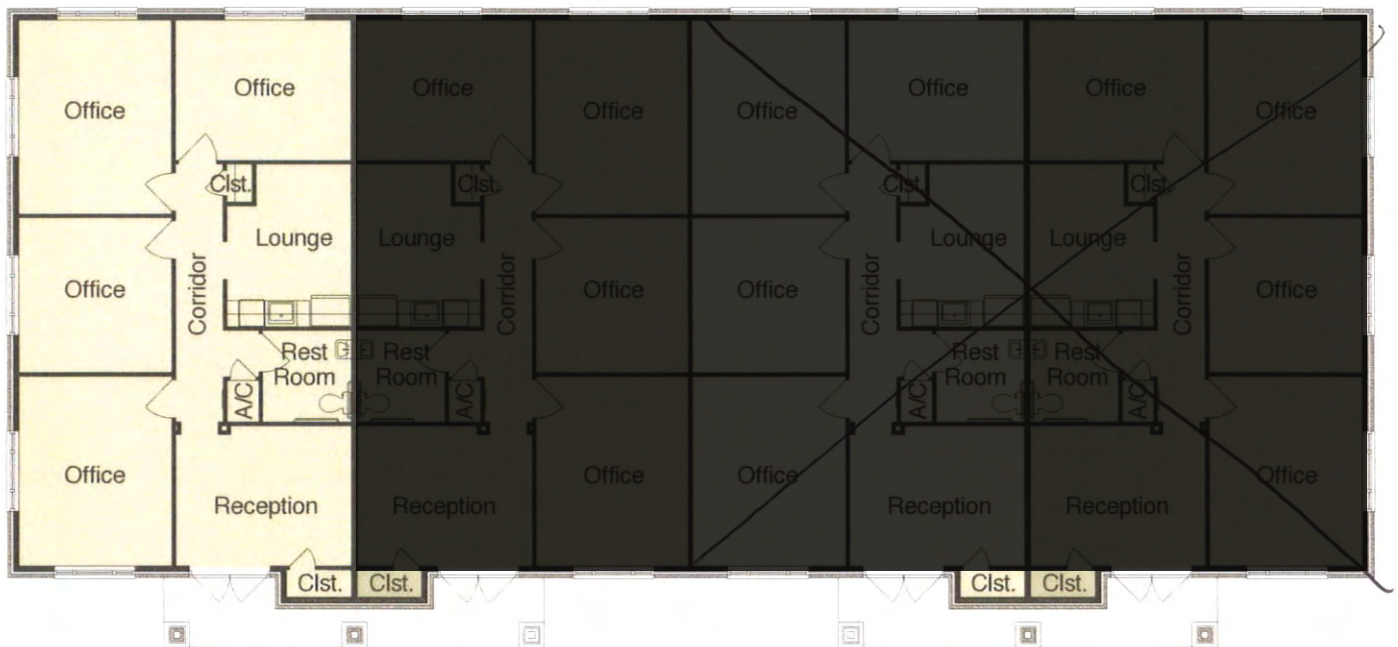 Office Office Office Office Office Office Office Office
Clst. Clst. Clst. Clst.
Lounge Lounge Lounge Lounge
Office Corridor Corridor Office Office Corridor Corridor Office
Rest Room Rest Room Rest Room Rest Room
A/C A/C A/C A/C
Office Office Office Office
Reception Reception Reception Reception
Clst. Clst. Clst. Clst.